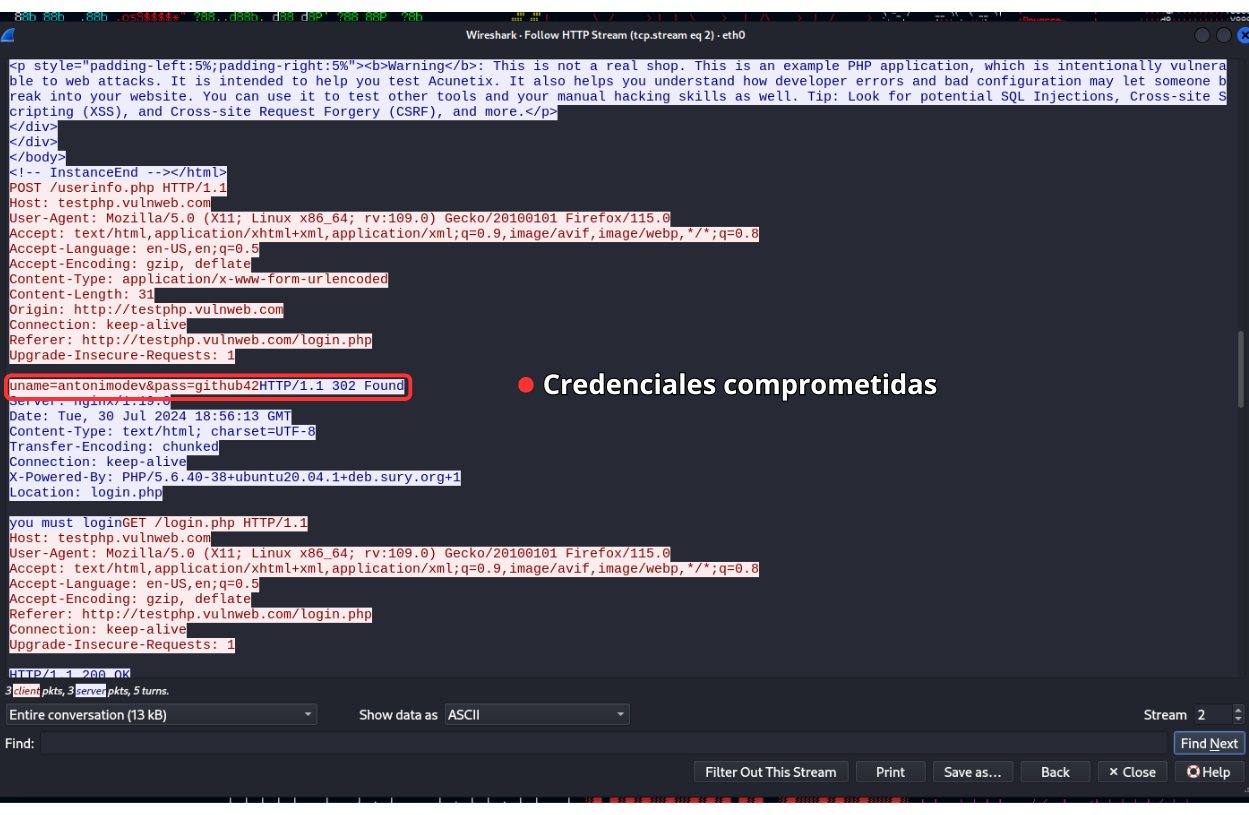 Wireshark · Follow HTTP Stream (tcp.stream eq 2) · eth0
<p style="padding-left:5%;padding-right:5%"><b>Warning</b>: This is not a real shop. This is an example PHP application, which is intentionally vulnera
ble to web attacks. It is intended to help you test Acunetix. It also helps you understand how developer errors and bad configuration may let someone b
reak into your website. You can use it to test other tools and your manual hacking skills as well. Tip: Look for potential SQL Injections, Cross-site S
cripting (XSS), and Cross-site Request Forgery (CSRF), and more.</p>
</div>
</div>
</body>
<!-- InstanceEnd --></html>
POST /userinfo.php HTTP/1.1
Host: testphp.vulnweb.com
User-Agent: Mozilla/5.0 (X11; Linux x86_64; rv:109.0) Gecko/20100101 Firefox/115.0
Accept: text/html,application/xhtml+xml,application/xml;q=0.9,image/avif,image/webp,*/*;q=0.8
Accept-Language: en-US,en;q=0.5
Accept-Encoding: gzip, deflate
Content-Type: application/x-www-form-urlencoded
Content-Length: 31
Origin: http://testphp.vulnweb.com
Connection: keep-alive
Referer: http://testphp.vulnweb.com/login.php
Upgrade-Insecure-Requests: 1
uname=antonimodev&pass=github42HTTP/1.1 302 Found
Credenciales comprometidas
Server: nginx/1.19.0
Date: Tue, 30 Jul 2024 18:56:13 GMT
Content-Type: text/html; charset=UTF-8
Transfer-Encoding: chunked
Connection: keep-alive
X-Powered-By: PHP/5.6.40-38+ubuntu20.04.1+deb.sury.org+1
Location: login.php
you must loginGET /login.php HTTP/1.1
Host: testphp.vulnweb.com
User-Agent: Mozilla/5.0 (X11; Linux x86_64; rv:109.0) Gecko/20100101 Firefox/115.0
Accept: text/html,application/xhtml+xml,application/xml;q=0.9,image/avif,image/webp,*/*;q=0.8
Accept-Language: en-US,en;q=0.5
Accept-Encoding: gzip, deflate
Referer: http://testphp.vulnweb.com/login.php
Connection: keep-alive
Upgrade-Insecure-Requests: 1
HTTP/1.1 200 OK
3 client pkts, 3 server pkts, 5 turns.
Entire conversation (13 kB)
Show data as ASCII
Stream 2
Find:
Find Next
Filter Out This Stream
Print
Save as…
Back
Close
Help